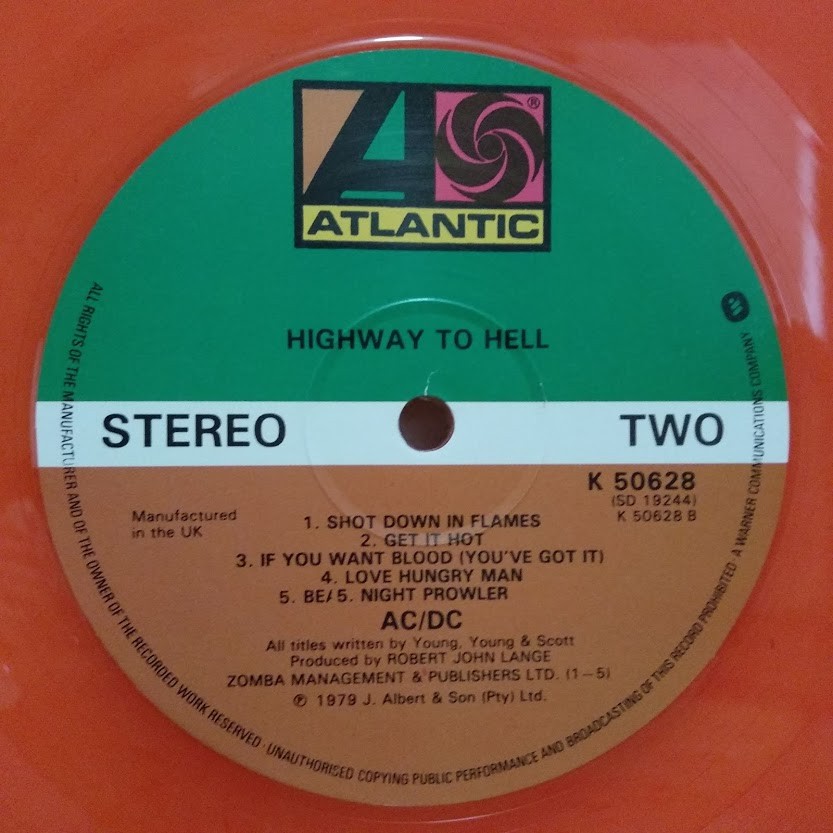 ®
ATLANTIC
HIGHWAY TO HELL
STEREO
TWO
K 50628
(SD 19244)
K 50628 B
Manufactured
in the UK
1. SHOT DOWN IN FLAMES
2. GET IT HOT
3. IF YOU WANT BLOOD (YOU'VE GOT IT)
4. LOVE HUNGRY MAN
5. BEA 5. NIGHT PROWLER
AC/DC
All titles written by Young, Young & Scott
Produced by ROBERT JOHN LANGE
ZOMBA MANAGEMENT & PUBLISHERS LTD. (1–5)
℗ 1979 J. Albert & Son (Pty) Ltd.
ALL RIGHTS OF THE MANUFACTURER AND OF THE OWNER OF THE RECORDED WORK RESERVED · UNAUTHORISED COPYING PUBLIC PERFORMANCE AND BROADCASTING OF THIS RECORD PROHIBITED · A WARNER COMMUNICATIONS COMPANY